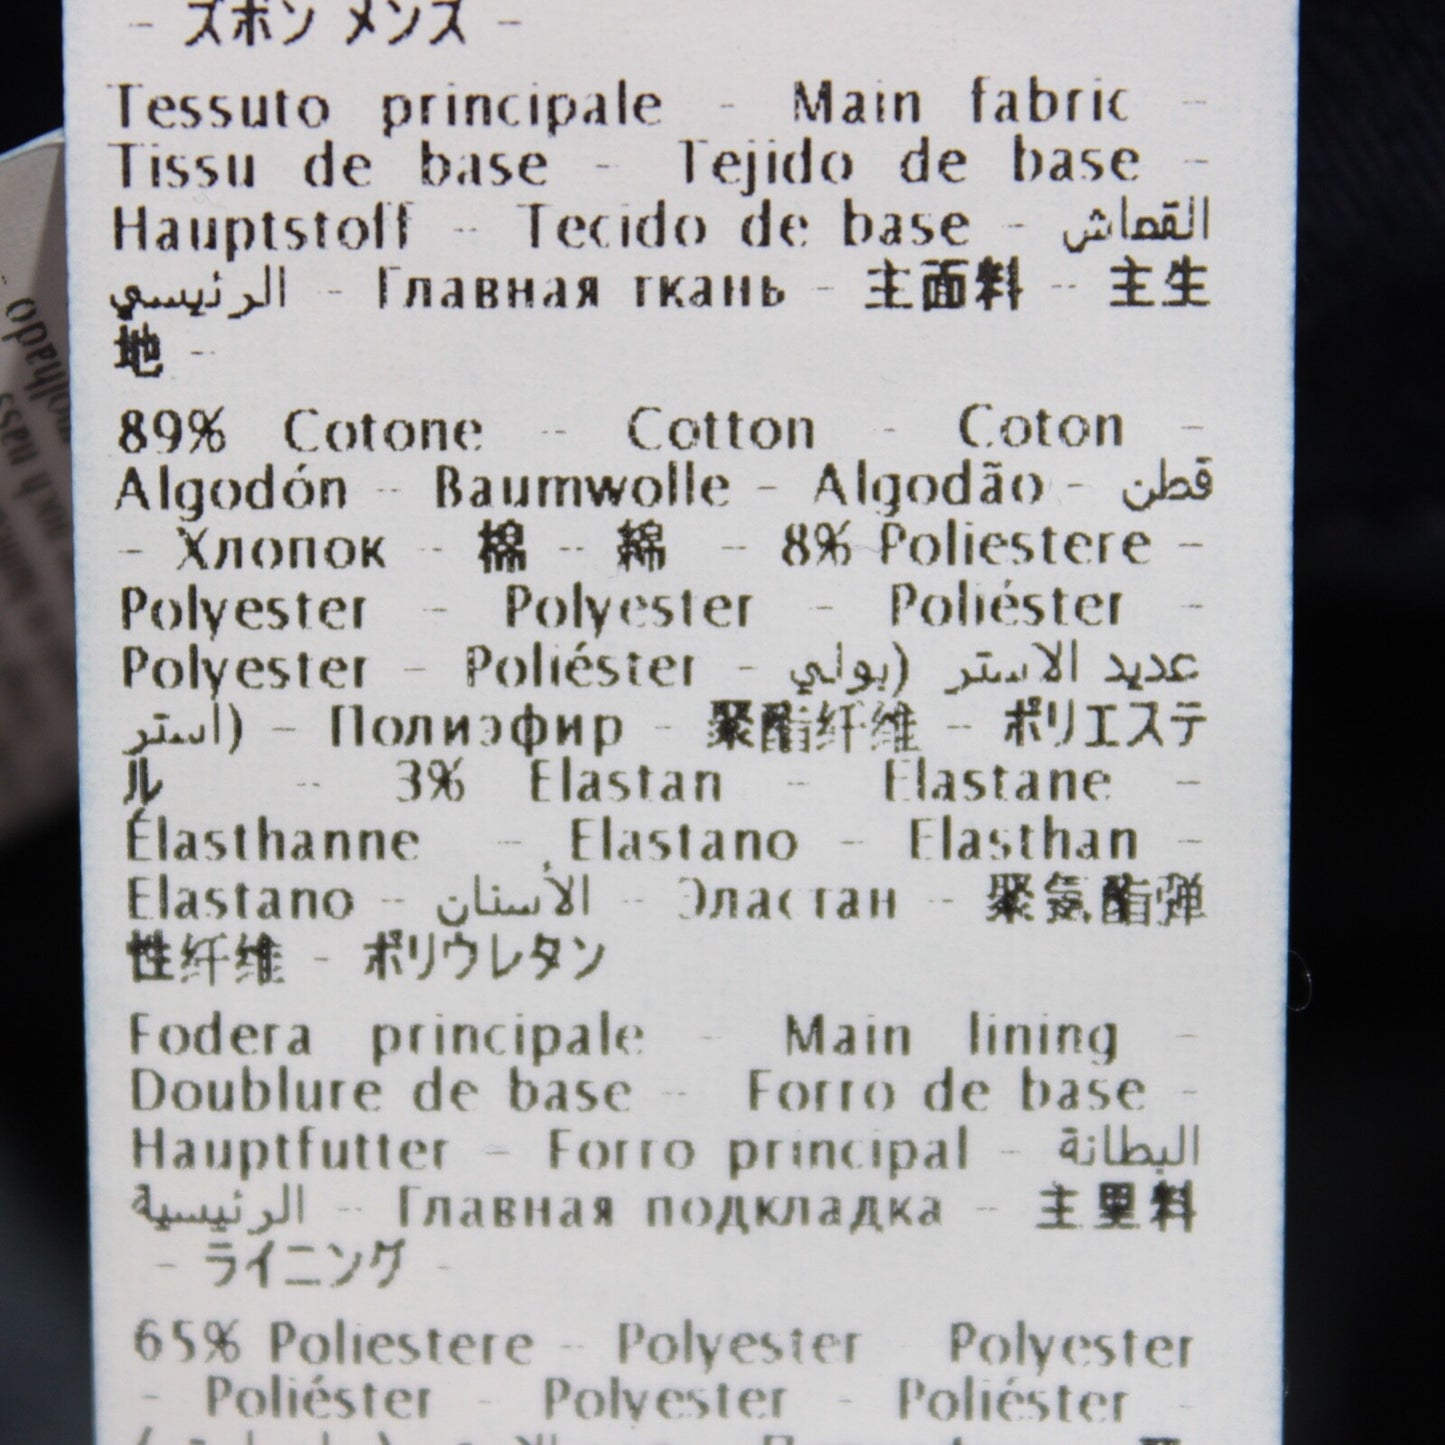 - ズボン メンズ -
Tessuto principale - Main fabric -
Tissu de base - Tejido de base -
Hauptstoff - Tecido de base - القماش
الرئيسي - Главная ткань - 主面料 - 主生
地 -
89% Cotone - Cotton - Coton -
Algodón - Baumwolle - Algodão - قطن
- Хлопок - 棉 - 綿 - 8% Poliestere -
Polyester - Polyester - Poliéster -
Polyester - Poliéster - عديد الاستر (بولي
استر) - Полиэфир - 聚酯纤维 - ポリエステ
ル - 3% Elastan - Elastane -
Élasthanne - Elastano - Elasthan -
Elastano - الأسنان - Эластан - 聚氨酯弹
性纤维 - ポリウレタン
Fodera principale - Main lining -
Doublure de base - Forro de base -
Hauptfutter - Forro principal - البطانة
الرئيسية - Главная подкладка - 主里料
- ライニング -
65% Poliestere - Polyester Polyester
- Poliéster - Polyester - Poliéster -